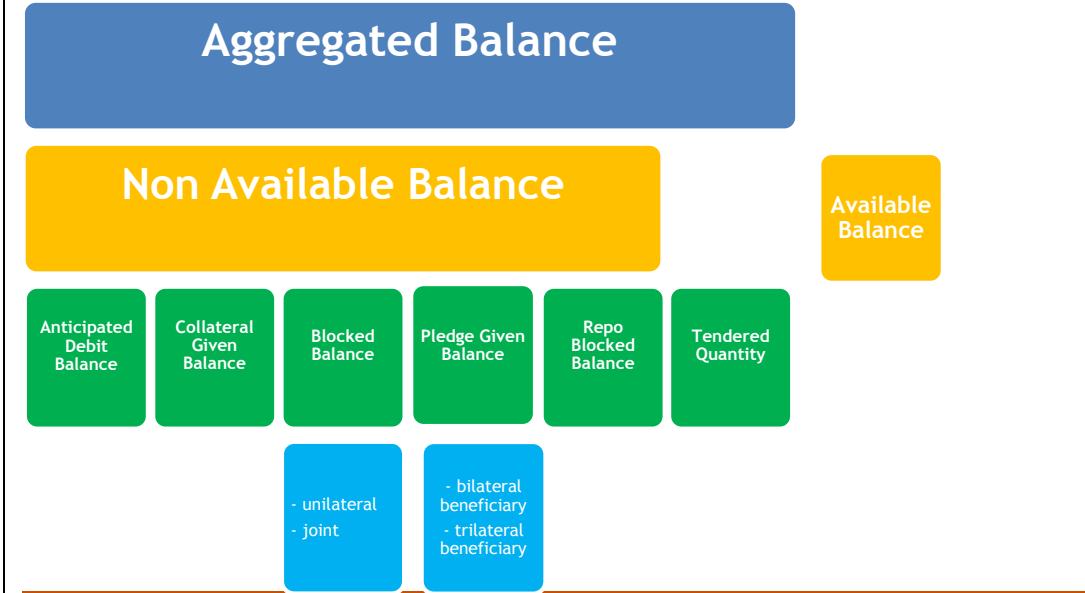 Aggregated Balance
Non Available Balance
Available
Balance
Anticipated
Debit
Balance
Collateral
Given
Balance
Blocked
Balance
Pledge Given
Balance
Repo
Blocked
Balance
Tendered
Quantity
- unilateral
- joint
- bilateral
beneficiary
- trilateral
beneficiary